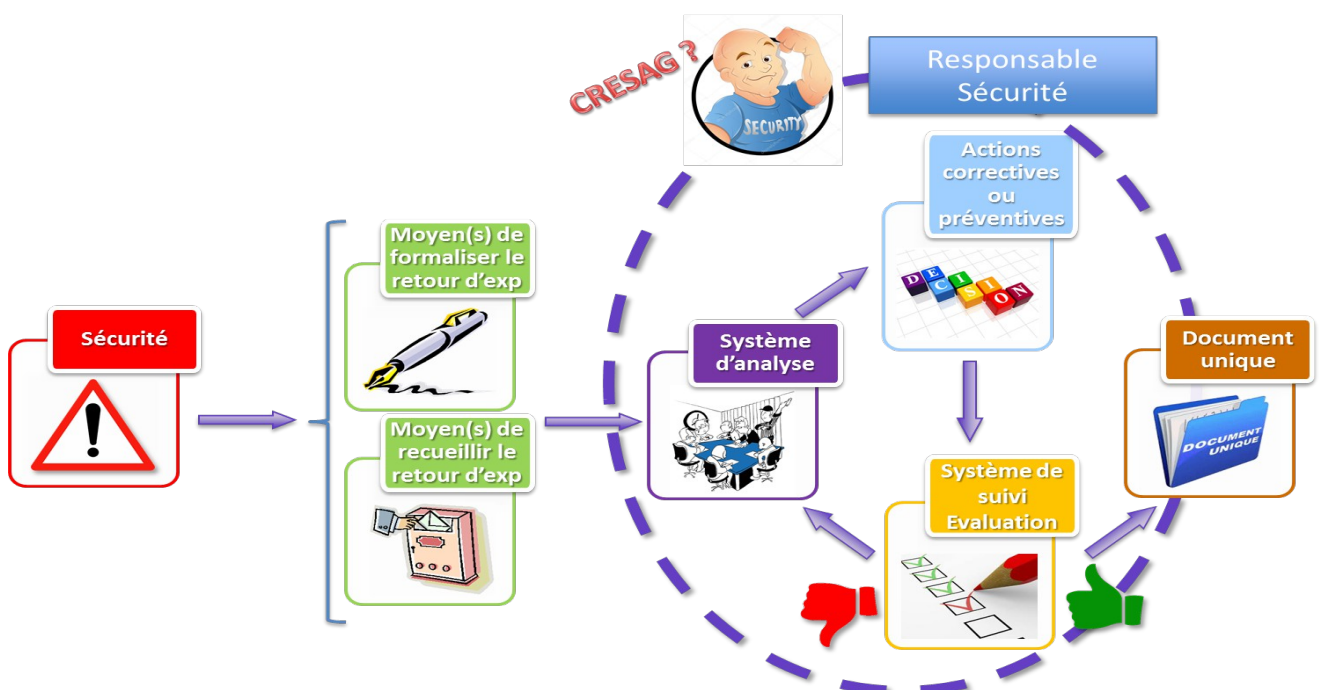 CRESAG ?
SECURITY
Responsable
Sécurité
Sécurité
Moyen(s) de
formaliser le
retour d'exp
Moyen(s) de
recueillir le
retour d'exp
Système
d'analyse
Actions
correctives
ou
préventives
DECISION
Système de
suivi
Evaluation
Document
unique
DOCUMENT
UNIQUE